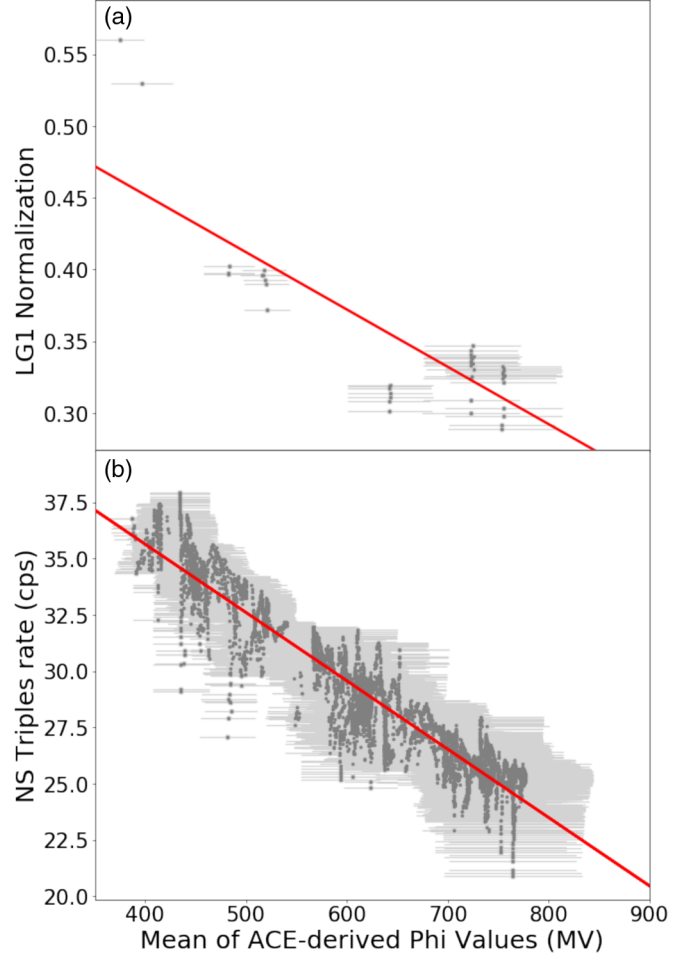 (a)
0.55
0.50
0.45
0.40
0.35
0.30
LG1 Normalization
(b)
37.5
35.0
32.5
30.0
27.5
25.0
22.5
20.0
NS Triples rate (cps)
400 500 600 700 800 900
Mean of ACE-derived Phi Values (MV)